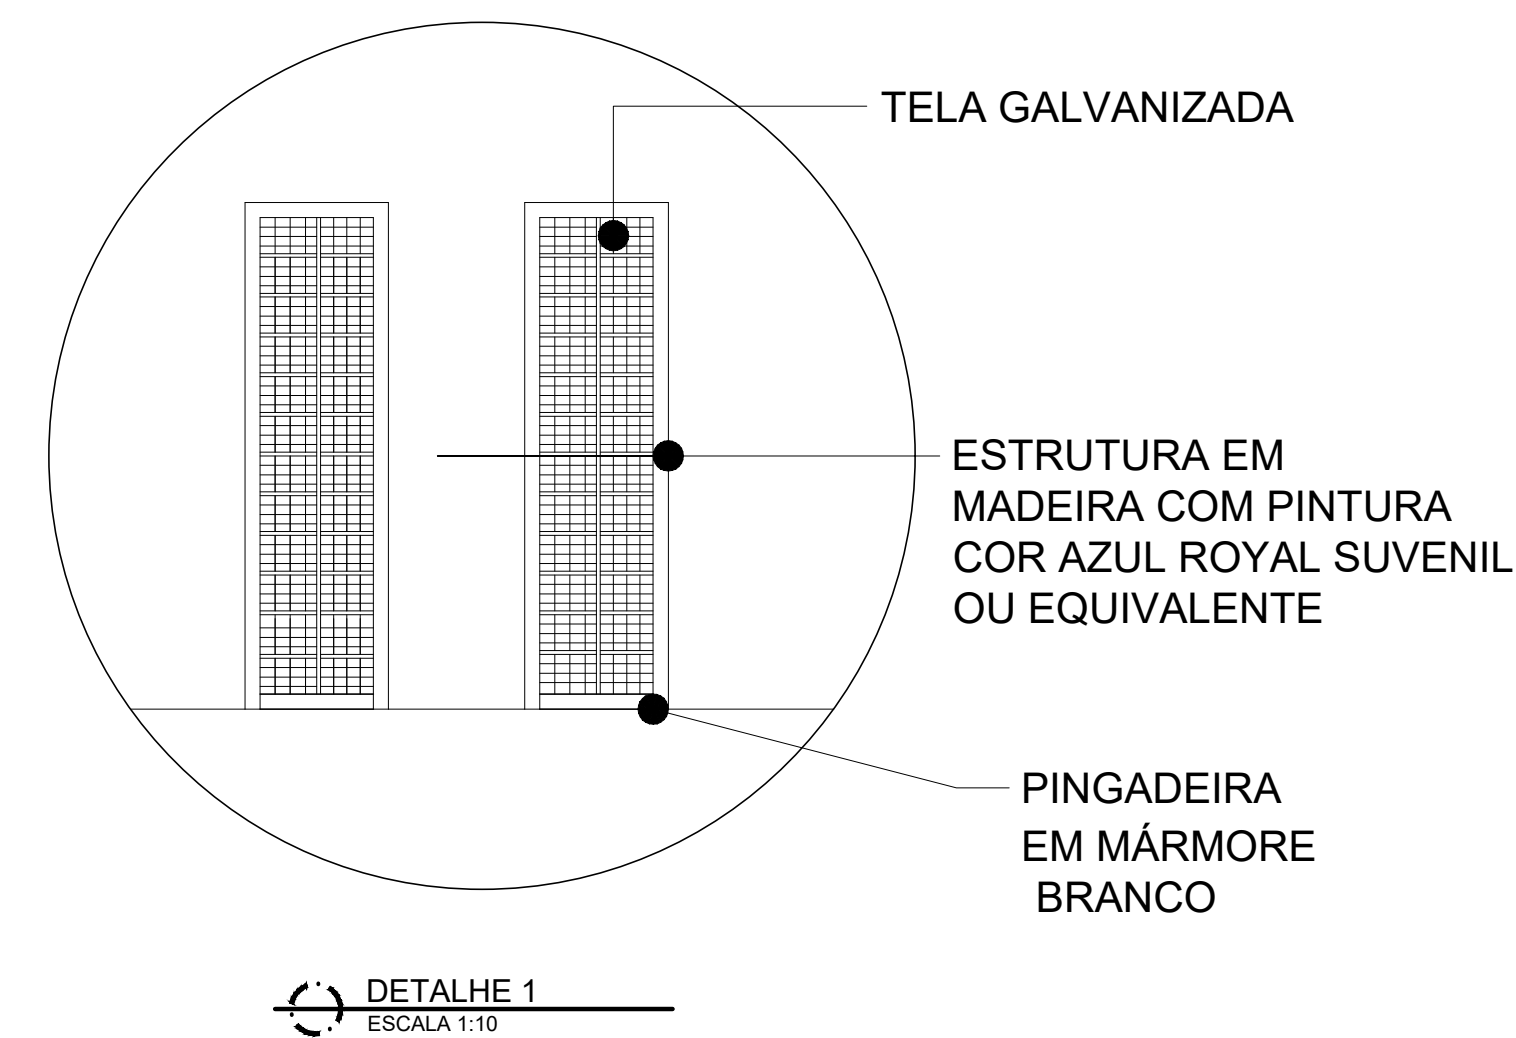 TELA GALVANIZADA
ESTRUTURA EM
MADEIRA COM PINTURA
COR AZUL ROYAL SUVENIL
OU EQUIVALENTE
PINGADEIRA
EM MÁRMORE
BRANCO
DETALHE 1
ESCALA 1:10